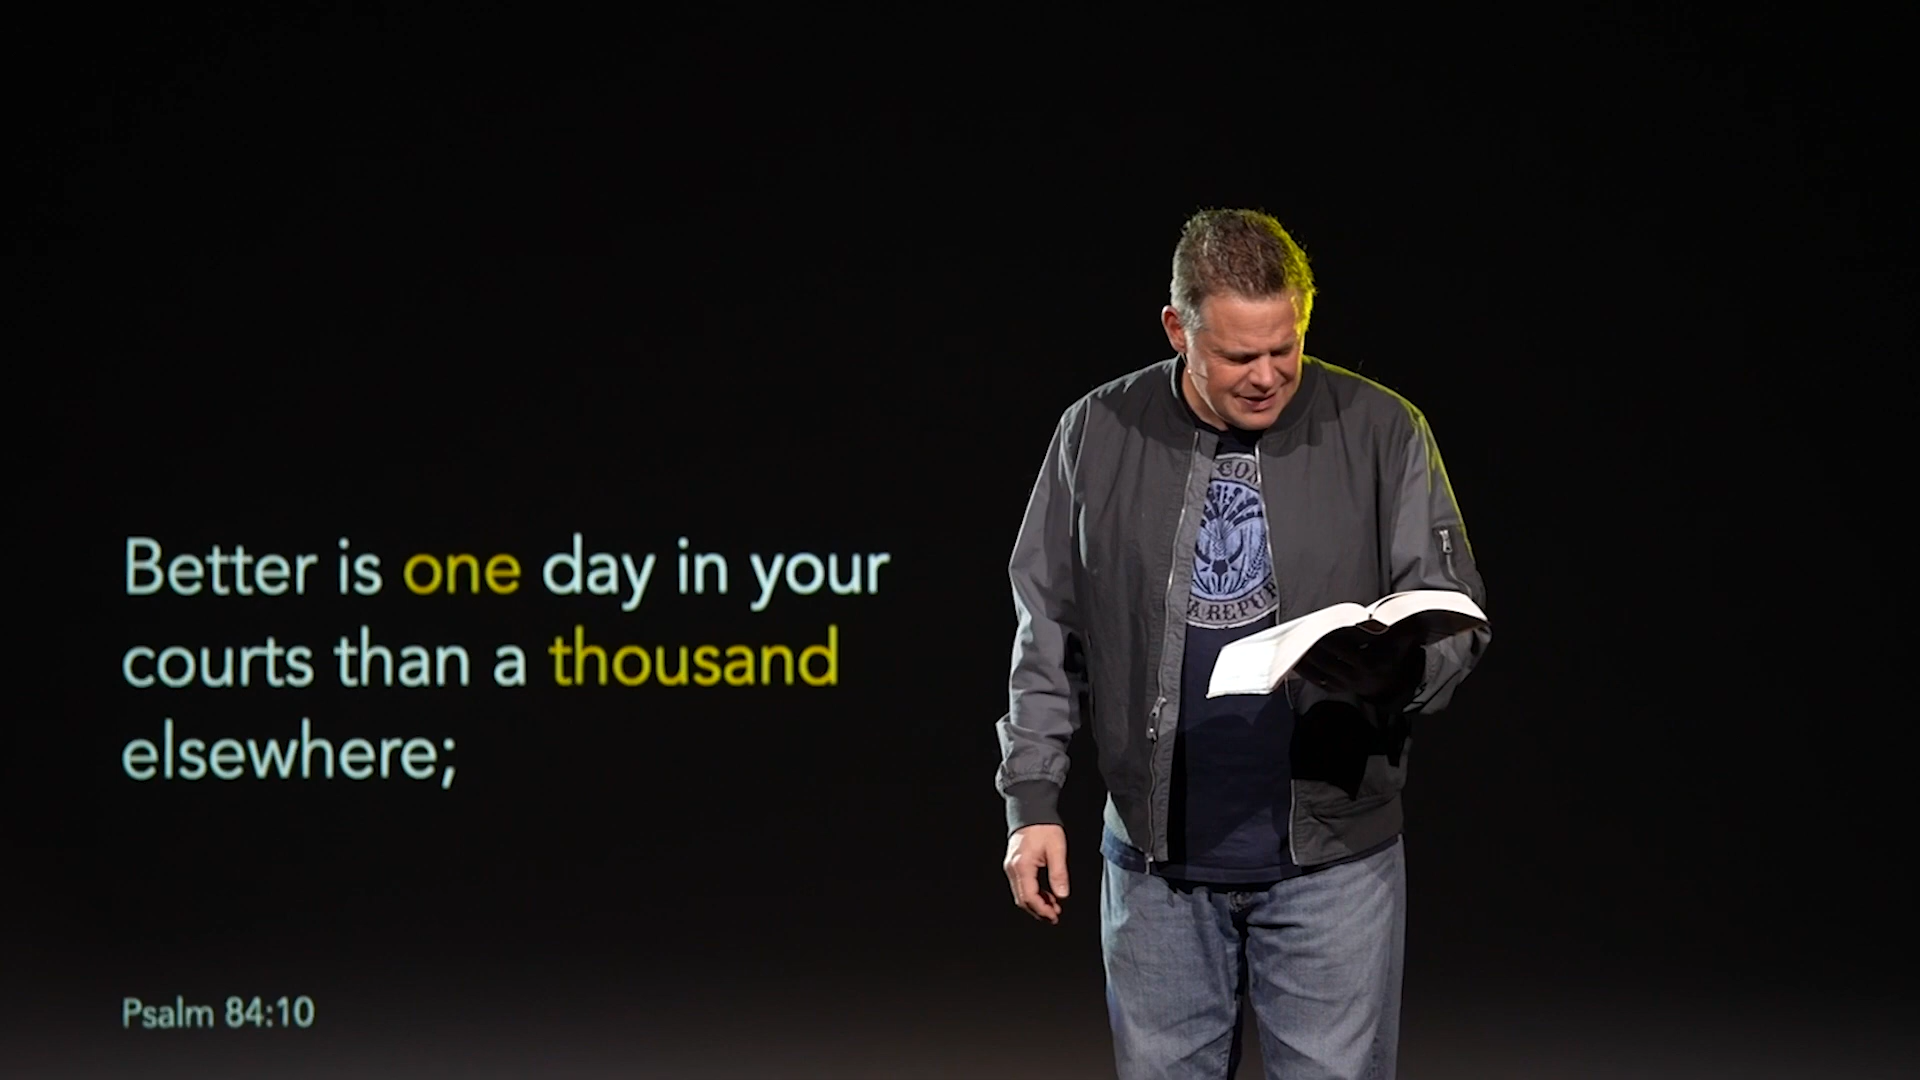 Better is one day in your
courts than a thousand
elsewhere;
Psalm 84:10